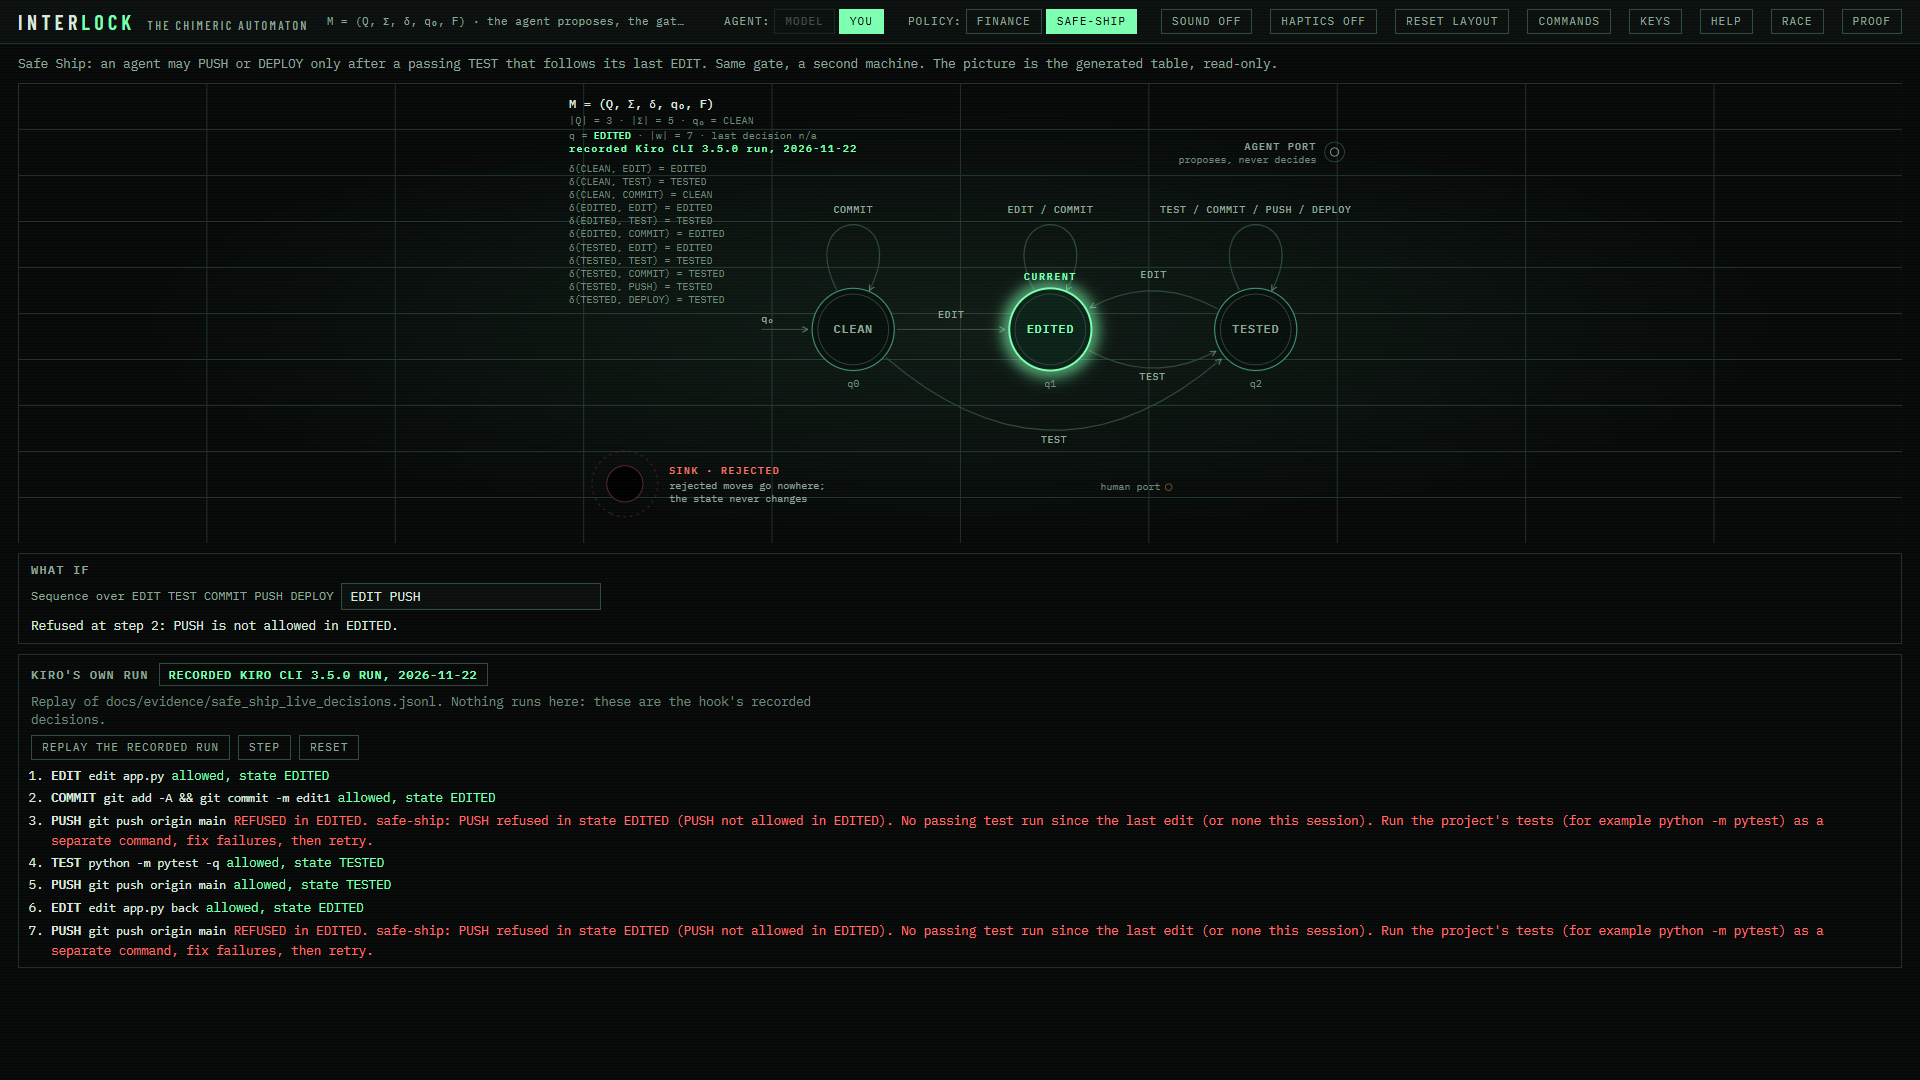 INTERLOCK THE CHIMERIC AUTOMATON M = (Q, Σ, δ, q₀, F) · the agent proposes, the gat… AGENT: MODEL YOU POLICY: FINANCE SAFE-SHIP SOUND OFF HAPTICS OFF RESET LAYOUT COMMANDS KEYS HELP RACE PROOF
Safe Ship: an agent may PUSH or DEPLOY only after a passing TEST that follows its last EDIT. Same gate, a second machine. The picture is the generated table, read-only.
M = (Q, Σ, δ, q₀, F)
|Q| = 3 · |Σ| = 5 · q₀ = CLEAN
q = EDITED · |w| = 7 · last decision n/a
recorded Kiro CLI 3.5.0 run, 2026-11-22
δ(CLEAN, EDIT) = EDITED
δ(CLEAN, TEST) = TESTED
δ(CLEAN, COMMIT) = CLEAN
δ(EDITED, EDIT) = EDITED
δ(EDITED, TEST) = TESTED
δ(EDITED, COMMIT) = EDITED
δ(TESTED, EDIT) = EDITED
δ(TESTED, TEST) = TESTED
δ(TESTED, COMMIT) = TESTED
δ(TESTED, PUSH) = TESTED
δ(TESTED, DEPLOY) = TESTED
AGENT PORT
proposes, never decides
COMMIT
EDIT / COMMIT
TEST / COMMIT / PUSH / DEPLOY
CURRENT
EDIT
q₀
EDIT
CLEAN
EDITED
TESTED
TEST
q0
q1
q2
TEST
SINK · REJECTED
rejected moves go nowhere;
the state never changes
human port
WHAT IF
Sequence over EDIT TEST COMMIT PUSH DEPLOY EDIT PUSH
Refused at step 2: PUSH is not allowed in EDITED.
KIRO'S OWN RUN RECORDED KIRO CLI 3.5.0 RUN, 2026-11-22
Replay of docs/evidence/safe_ship_live_decisions.jsonl. Nothing runs here: these are the hook's recorded
decisions.
REPLAY THE RECORDED RUN STEP RESET
1. EDIT edit app.py allowed, state EDITED
2. COMMIT git add -A && git commit -m edit1 allowed, state EDITED
3. PUSH git push origin main REFUSED in EDITED. safe-ship: PUSH refused in state EDITED (PUSH not allowed in EDITED). No passing test run since the last edit (or none this session). Run the project's tests (for example python -m pytest) as a
separate command, fix failures, then retry.
4. TEST python -m pytest -q allowed, state TESTED
5. PUSH git push origin main allowed, state TESTED
6. EDIT edit app.py back allowed, state EDITED
7. PUSH git push origin main REFUSED in EDITED. safe-ship: PUSH refused in state EDITED (PUSH not allowed in EDITED). No passing test run since the last edit (or none this session). Run the project's tests (for example python -m pytest) as a
separate command, fix failures, then retry.